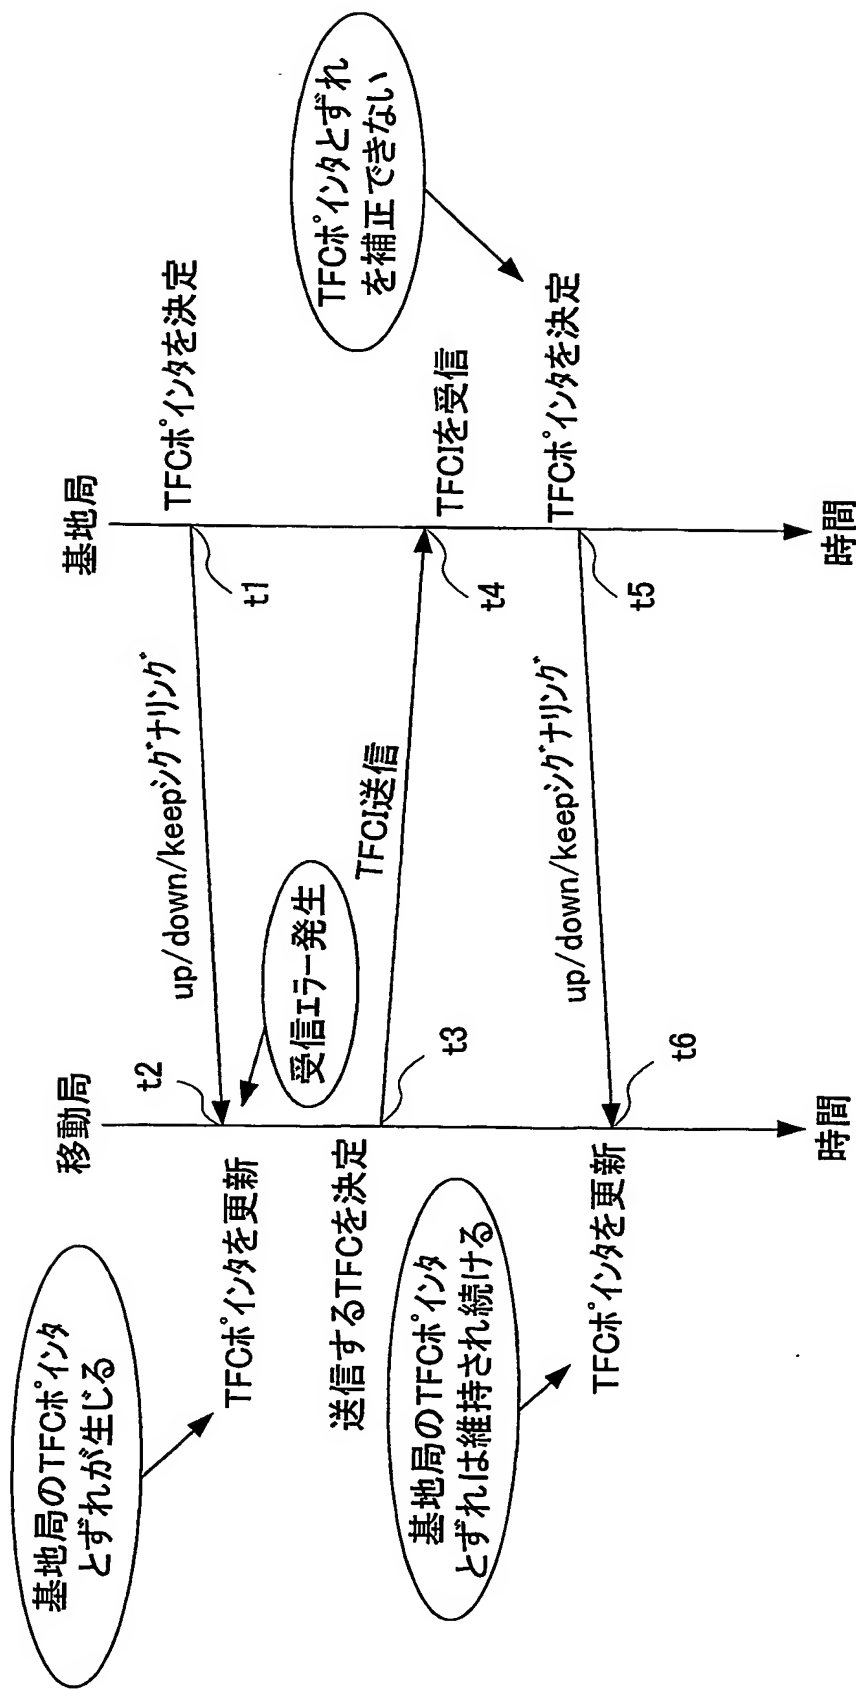 移動局
基地局
TFCポインタを決定
t1
up/down/keepシグナリング
t2
基地局のTFCポインタ
とずれが生じる
TFCポインタを更新
受信エラー発生
送信するTFCを決定
t3
TFCI送信
t4
TFCIを受信
TFCポインタとずれ
を補正できない
TFCポインタを決定
t5
up/down/keepシグナリング
t6
基地局のTFCポインタ
とずれは維持され続ける
TFCポインタを更新
時間
時間